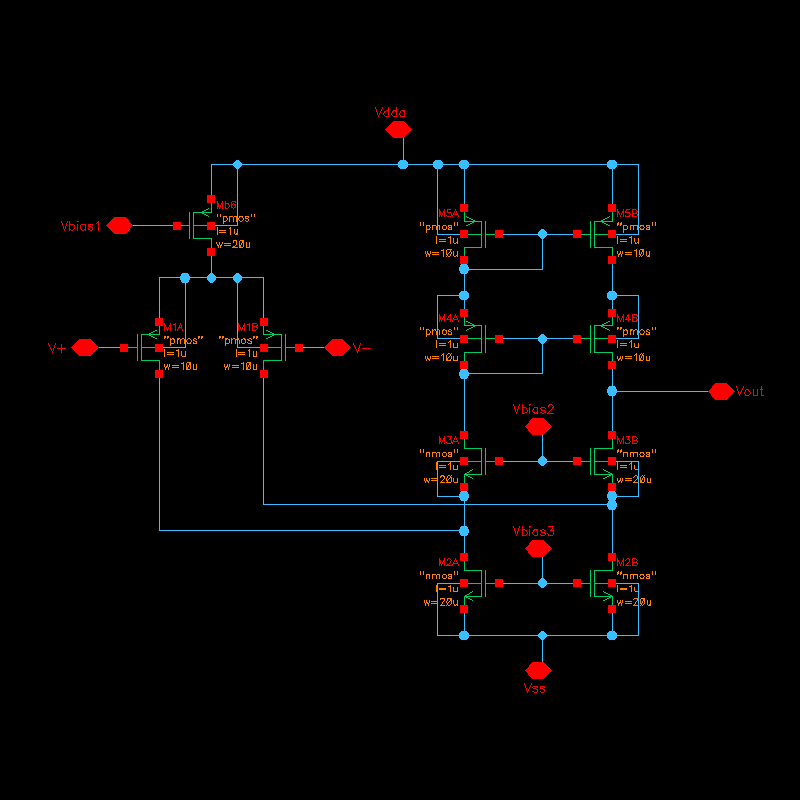 Vdda
Mb6
"pmos"
l=1u
w=20u
Vbias1
M5A
"pmos"
l=1u
w=10u
M5B
"pmos"
l=1u
w=10u
V+
M1A
"pmos"
l=1u
w=10u
M1B
"pmos"
l=1u
w=10u
V-
M4A
"pmos"
l=1u
w=10u
M4B
"pmos"
l=1u
w=10u
Vout
Vbias2
M3A
"nmos"
l=1u
w=20u
M3B
"nmos"
l=1u
w=20u
Vbias3
M2A
"nmos"
l=1u
w=20u
M2B
"nmos"
l=1u
w=20u
Vss